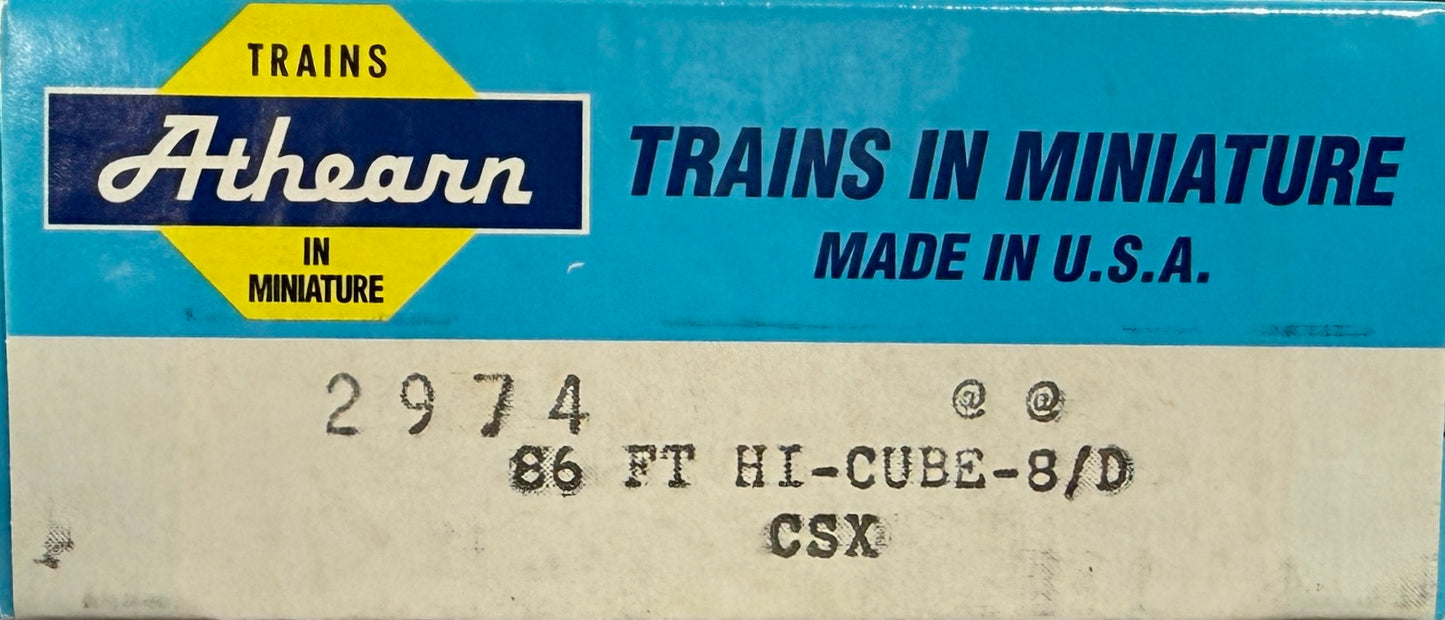 TRAINS
Athearn
IN
MINIATURE
TRAINS IN MINIATURE
MADE IN U.S.A.
2974 @ @
86 FT HI-CUBE-8/D
CSX